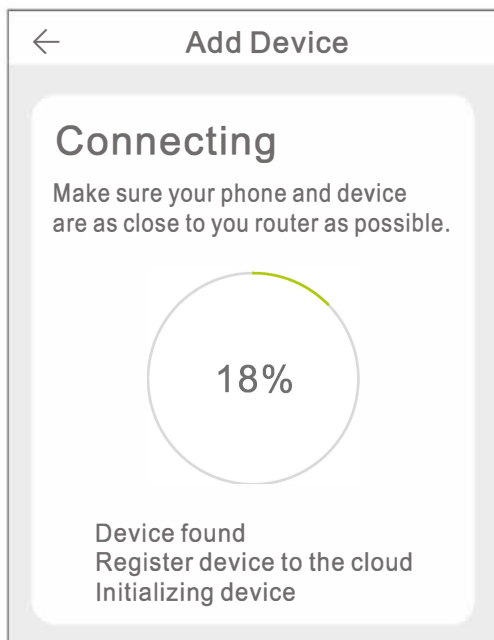 Add Device
Connecting
Make sure your phone and device
are as close to you router as possible.
18%
Device found
Register device to the cloud
Initializing device